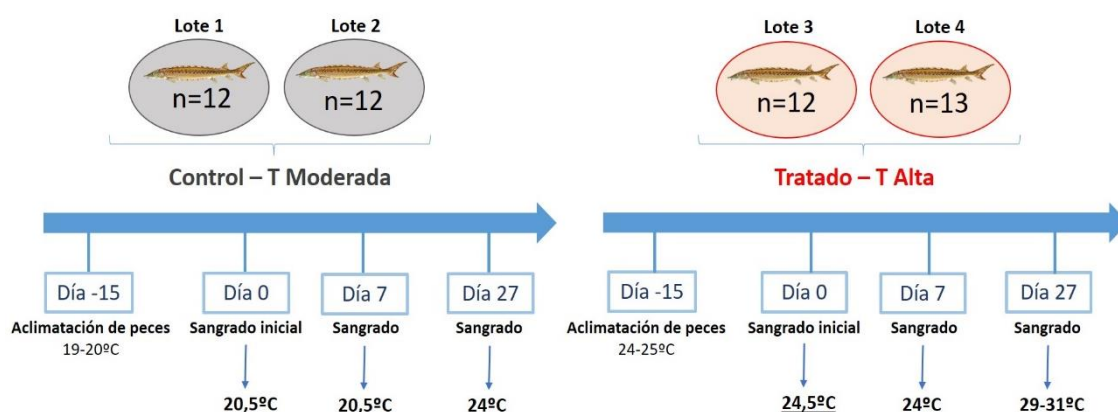 Lote 1
Lote 2
n=12
n=12
Control – T Moderada
Día -15
Día 0
Día 7
Día 27
Aclimatación de peces
Sangrado inicial
Sangrado
Sangrado
19-20ºC
20,5ºC
20,5ºC
24ºC
Lote 3
Lote 4
n=12
n=13
Tratado – T Alta
Día -15
Día 0
Día 7
Día 27
Aclimatación de peces
Sangrado inicial
Sangrado
Sangrado
24-25ºC
24,5ºC
24ºC
29-31ºC